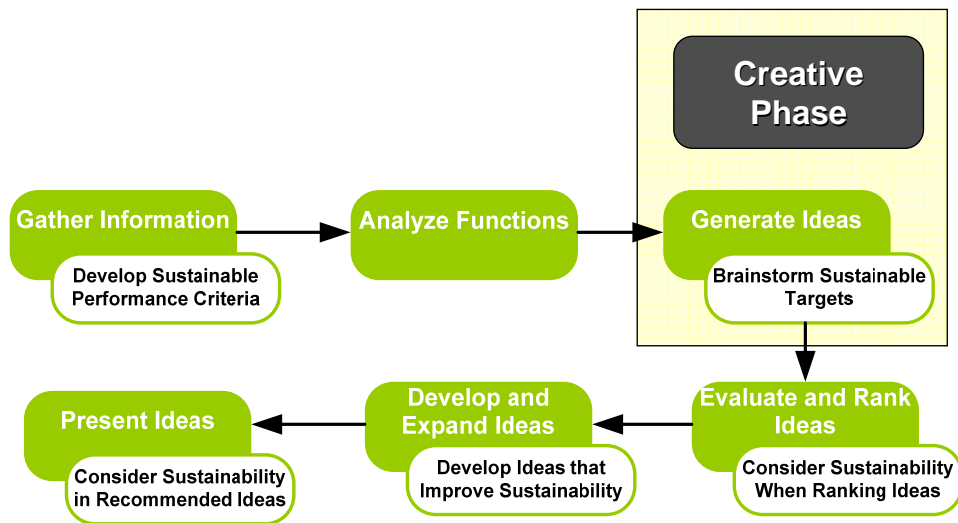 Creative
Phase
Gather Information
Develop Sustainable
Performance Criteria
Analyze Functions
Generate Ideas
Brainstorm Sustainable
Targets
Evaluate and Rank
Ideas
Consider Sustainability
When Ranking Ideas
Develop and
Expand Ideas
Develop Ideas that
Improve Sustainability
Present Ideas
Consider Sustainability
in Recommended Ideas